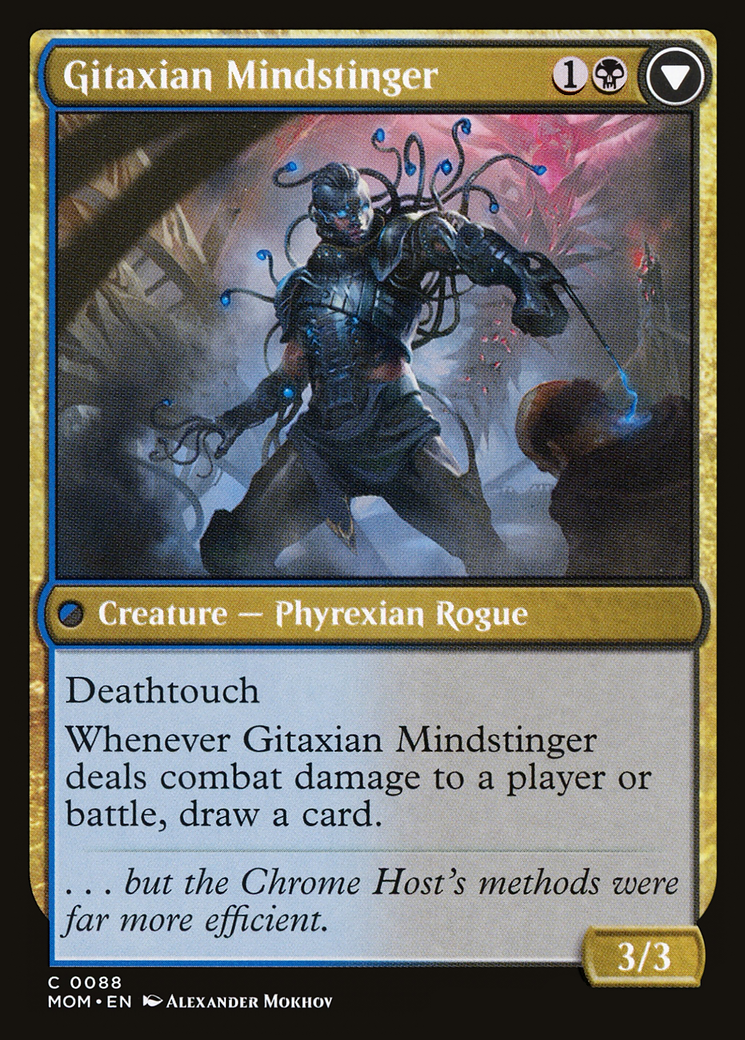 Gitaxian Mindstinger 1
Creature — Phyrexian Rogue
Deathtouch
Whenever Gitaxian Mindstinger
deals combat damage to a player or
battle, draw a card.
. . . but the Chrome Host's methods were
far more efficient.
3/3
C 0088
MOM • EN Alexander Mokhov